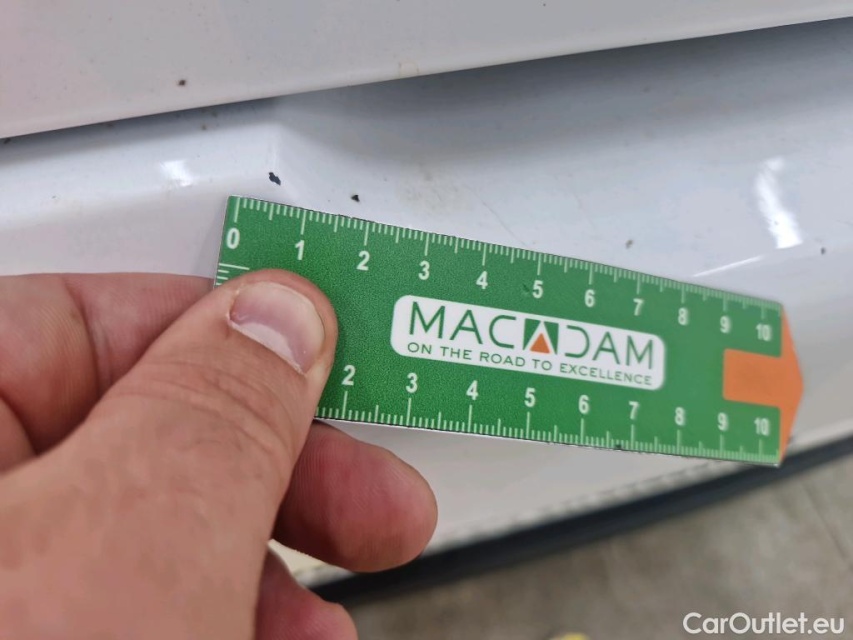 0 1 2 3 4 5 6 7 8 9 10
MACADAM
ON THE ROAD TO EXCELLENCE
2 3 4 5 6 7 8 9 10
CarOutlet.eu